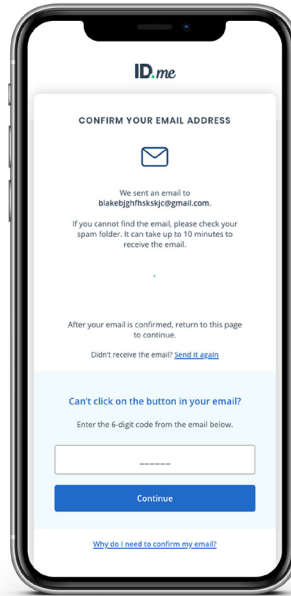 ID.me
CONFIRM YOUR EMAIL ADDRESS
We sent an email to
blakebjghfhskskjc@gmail.com.
If you cannot find the email, please check your
spam folder. It can take up to 10 minutes to
receive the email.
After your email is confirmed, return to this page
to continue.
Didn't receive the email? Send it again
Can't click on the button in your email?
Enter the 6-digit code from the email below.
______
Continue
Why do I need to confirm my email?